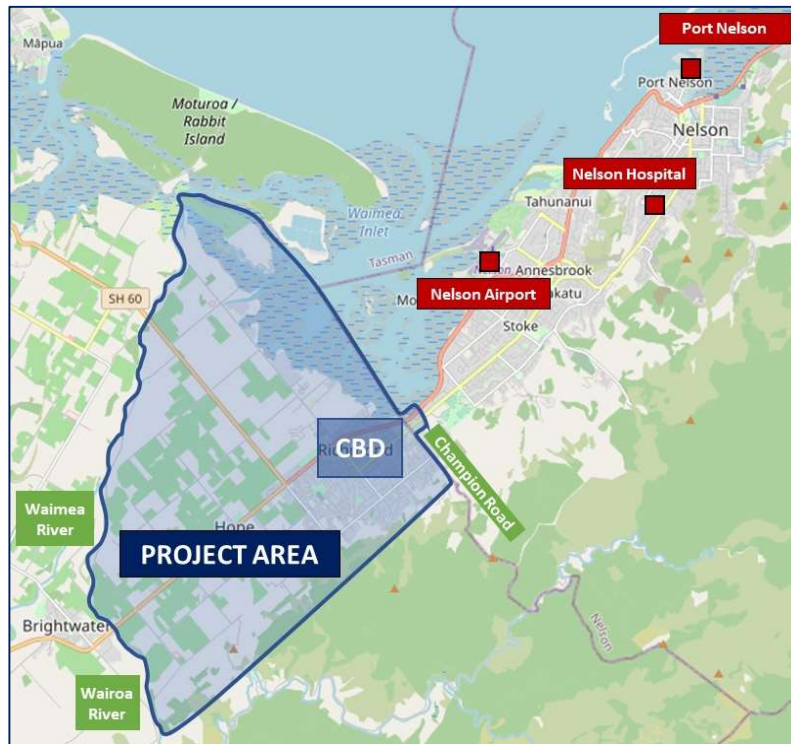 Port Nelson
Māpua
Port Nelson
Moturoa /
Rabbit
Island
Nelson
Nelson Hospital
Tahunanui
Waimea
Inlet
Tasman
Nelson
Annesbrook
Nelson Airport
SH 60
Stoke
CBD
Champion Road
Waimea
River
Hope
PROJECT AREA
Brightwater
Nelson
Wairoa
River